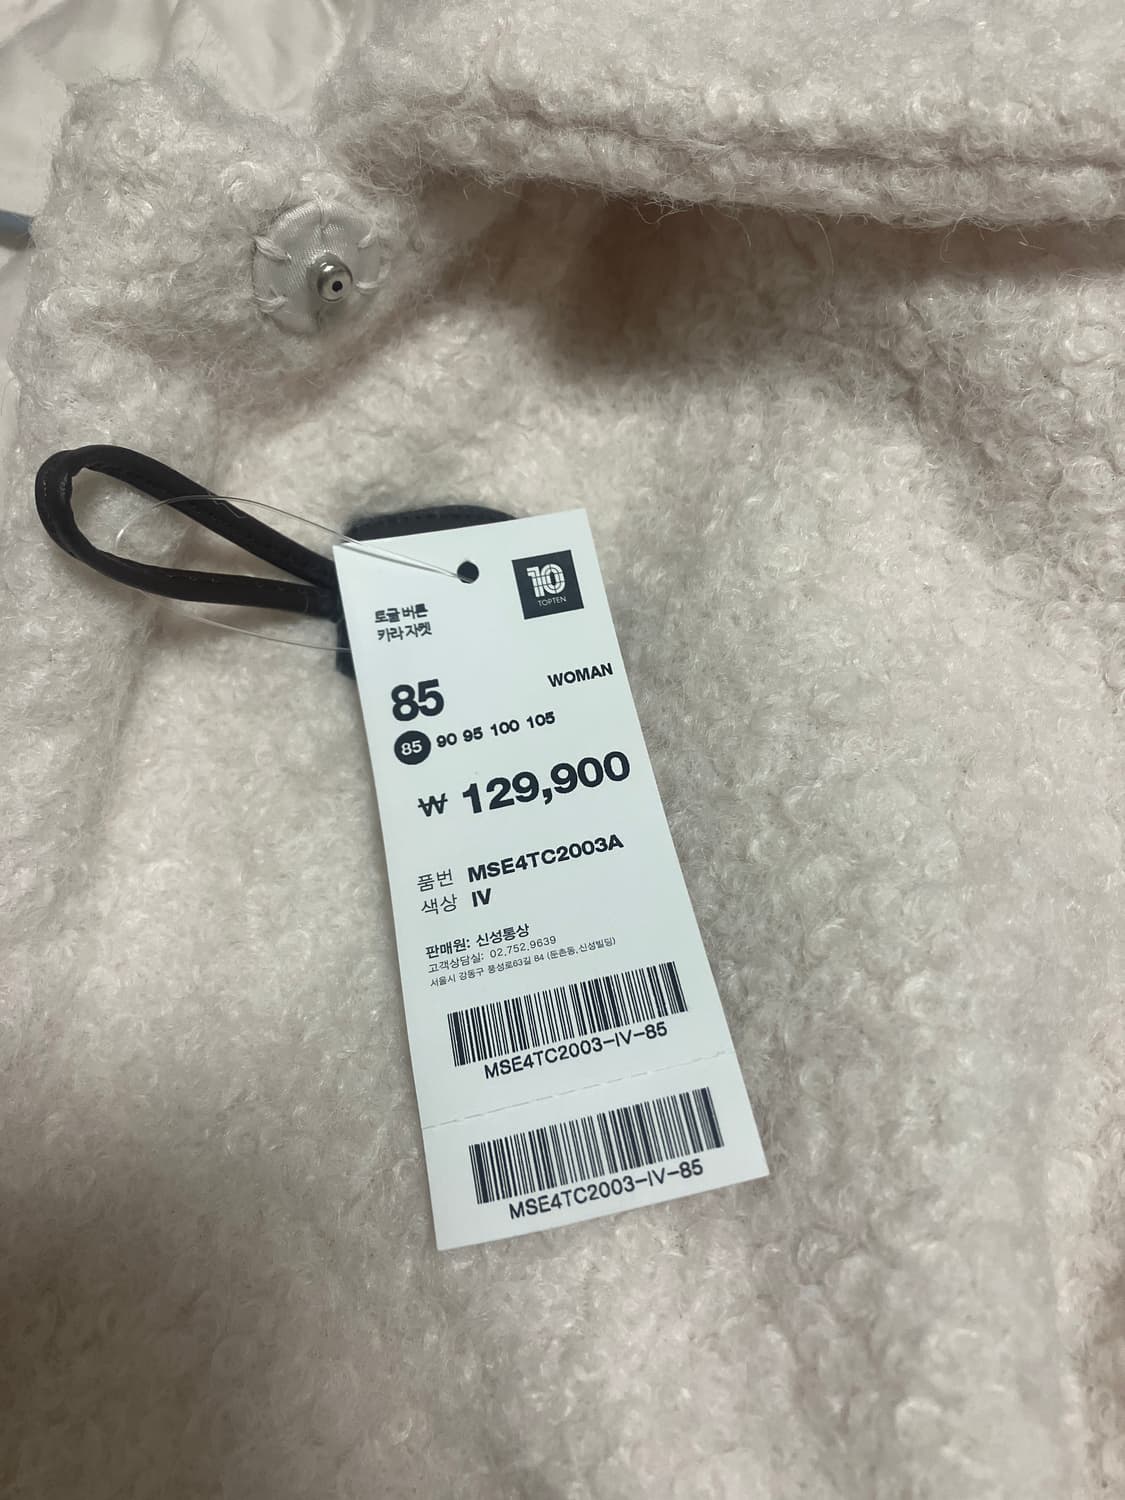 10
TOPTEN
토글 버튼
카라 자켓
85
WOMAN
85 90 95 100 105
₩ 129,900
품번 MSE4TC2003A
색상 IV
판매원: 신성통상
고객상담실: 02.752.9639
서울시 강동구 풍성로63길 84 (둔촌동,신성빌딩)
MSE4TC2003-IV-85
MSE4TC2003-IV-85